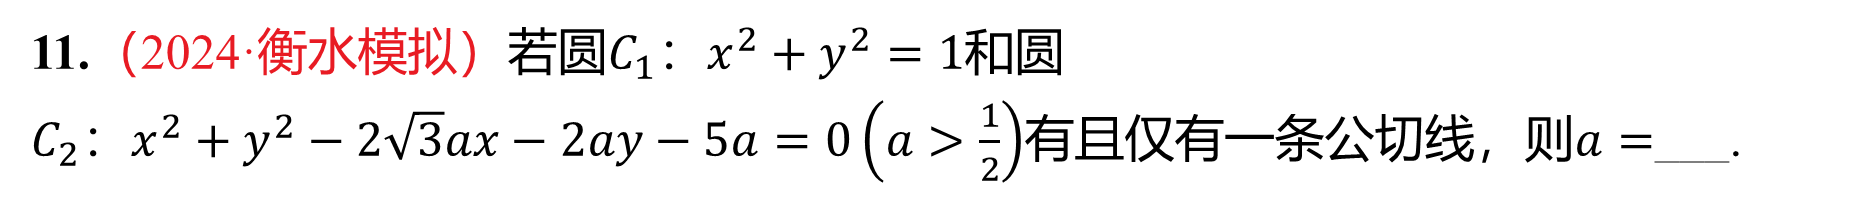 11.（2024·衡水模拟）若圆C₁：x² + y² = 1和圆
C₂：x² + y² − 2√3ax − 2ay − 5a = 0 (a > 1/2)有且仅有一条公切线，则a =___.